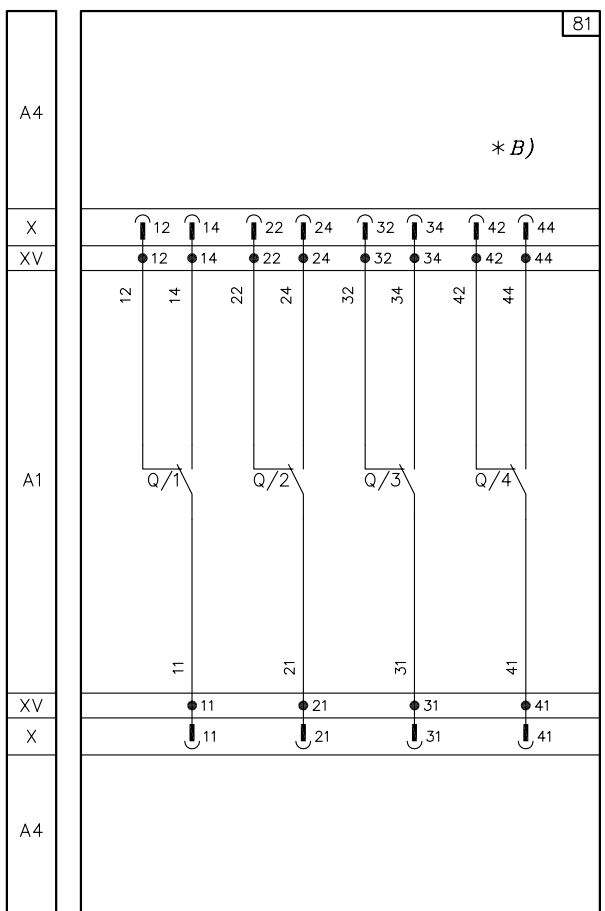 81
A4
* B)
X 12 14 22 24 32 34 42 44
XV 12 14 22 24 32 34 42 44
12 14 22 24 32 34 42 44
A1 Q/1 Q/2 Q/3 Q/4
11 21 31 41
XV 11 21 31 41
X 11 21 31 41
A4